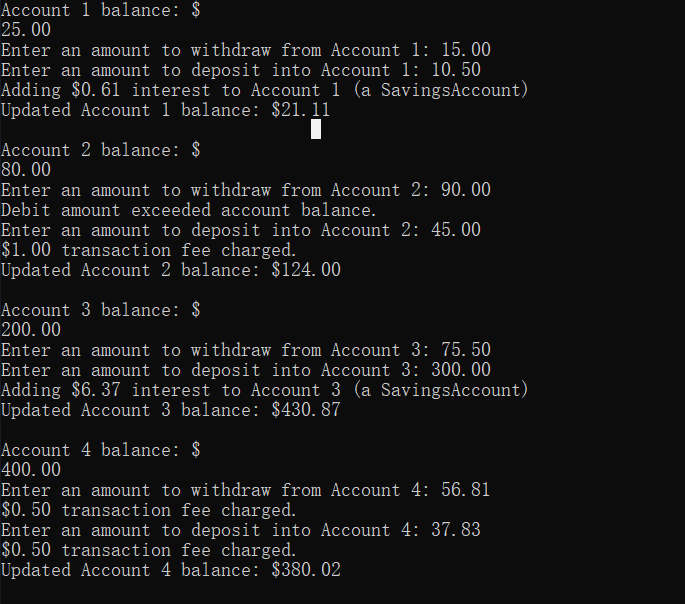 Account 1 balance: $
25.00
Enter an amount to withdraw from Account 1: 15.00
Enter an amount to deposit into Account 1: 10.50
Adding $0.61 interest to Account 1 (a SavingsAccount)
Updated Account 1 balance: $21.11
Account 2 balance: $
80.00
Enter an amount to withdraw from Account 2: 90.00
Debit amount exceeded account balance.
Enter an amount to deposit into Account 2: 45.00
$1.00 transaction fee charged.
Updated Account 2 balance: $124.00
Account 3 balance: $
200.00
Enter an amount to withdraw from Account 3: 75.50
Enter an amount to deposit into Account 3: 300.00
Adding $6.37 interest to Account 3 (a SavingsAccount)
Updated Account 3 balance: $430.87
Account 4 balance: $
400.00
Enter an amount to withdraw from Account 4: 56.81
$0.50 transaction fee charged.
Enter an amount to deposit into Account 4: 37.83
$0.50 transaction fee charged.
Updated Account 4 balance: $380.02